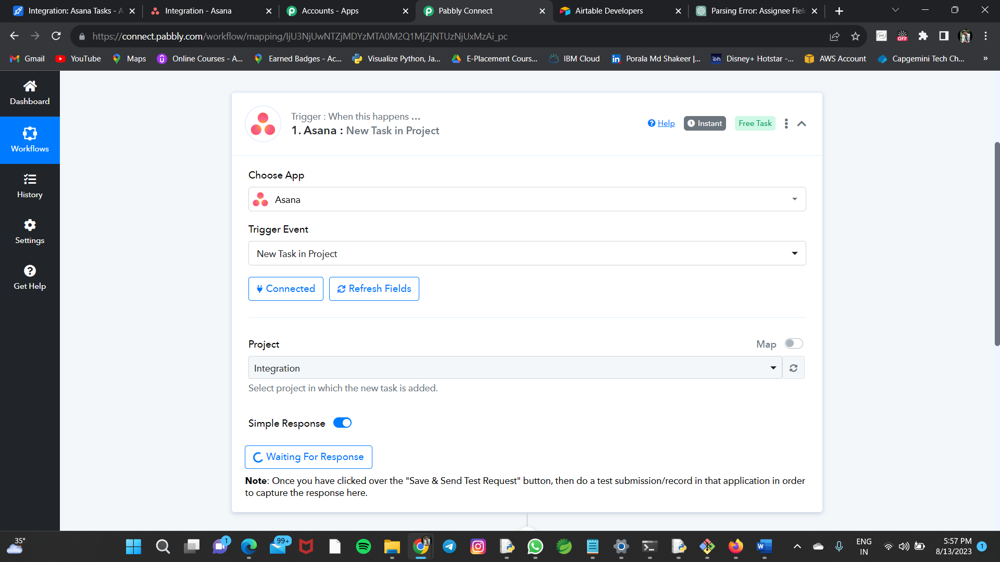 Integration: Asana Tasks - A
Integration - Asana
Accounts - Apps
Pabbly Connect
Airtable Developers
Parsing Error: Assignee Fiel
https://connect.pabbly.com/workflow/mapping/IjU3NjUwNTZjMDYzMTA0M2Q1MjZjNTUzNjUxMzAi_pc
psi
OFF
Gmail
YouTube
Maps
Online Courses - A...
Earned Badges - Ac...
Visualize Python, Ja...
E-Placement Cours...
IBM Cloud
Porala Md Shakeer |...
Disney+ Hotstar -...
AWS Account
Capgemini Tech Ch...
»
Dashboard
Workflows
History
Settings
Get Help
Trigger : When this happens ...
1. Asana : New Task in Project
Help
Instant
Free Task
Choose App
Asana
Trigger Event
New Task in Project
Connected
Refresh Fields
Project
Map
Integration
Select project in which the new task is added.
Simple Response
Waiting For Response
Note: Once you have clicked over the "Save & Send Test Request" button, then do a test submission/record in that application in order
to capture the response here.
35°
1
99+
ENG
IN
5:57 PM
8/13/2023
1